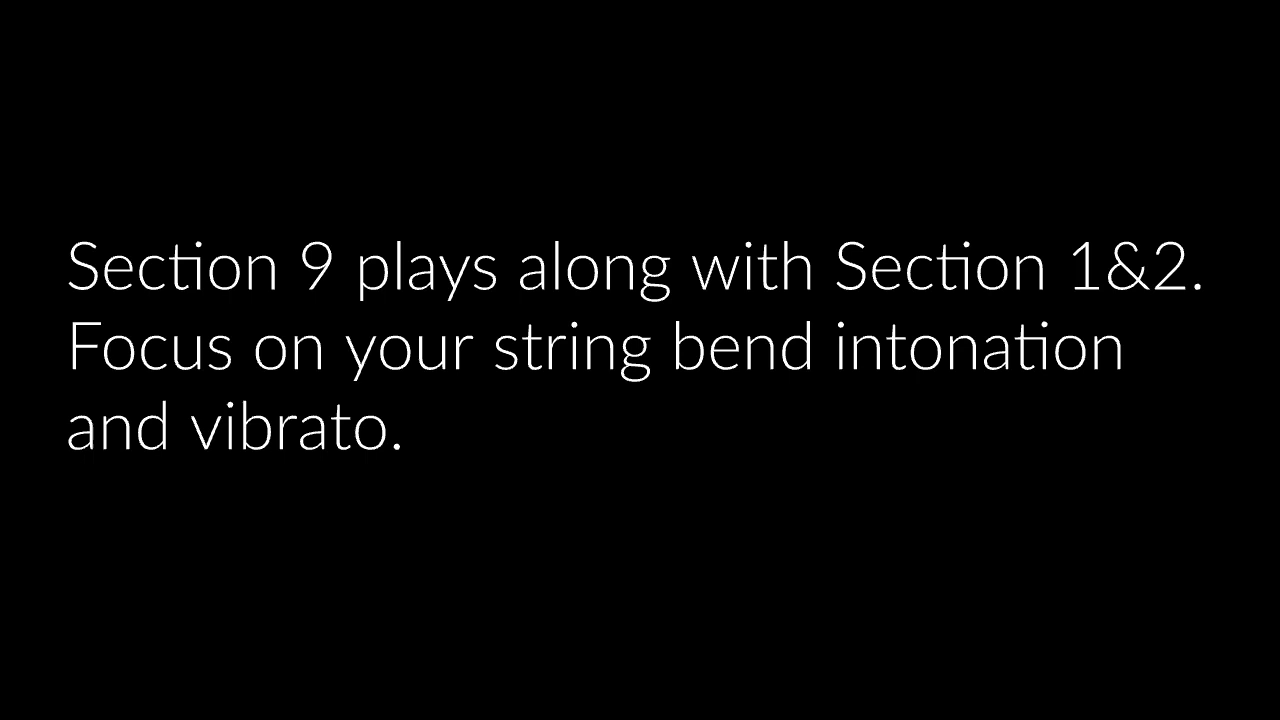 Section 9 plays along with Section 1&2.
Focus on your string bend intonation
and vibrato.